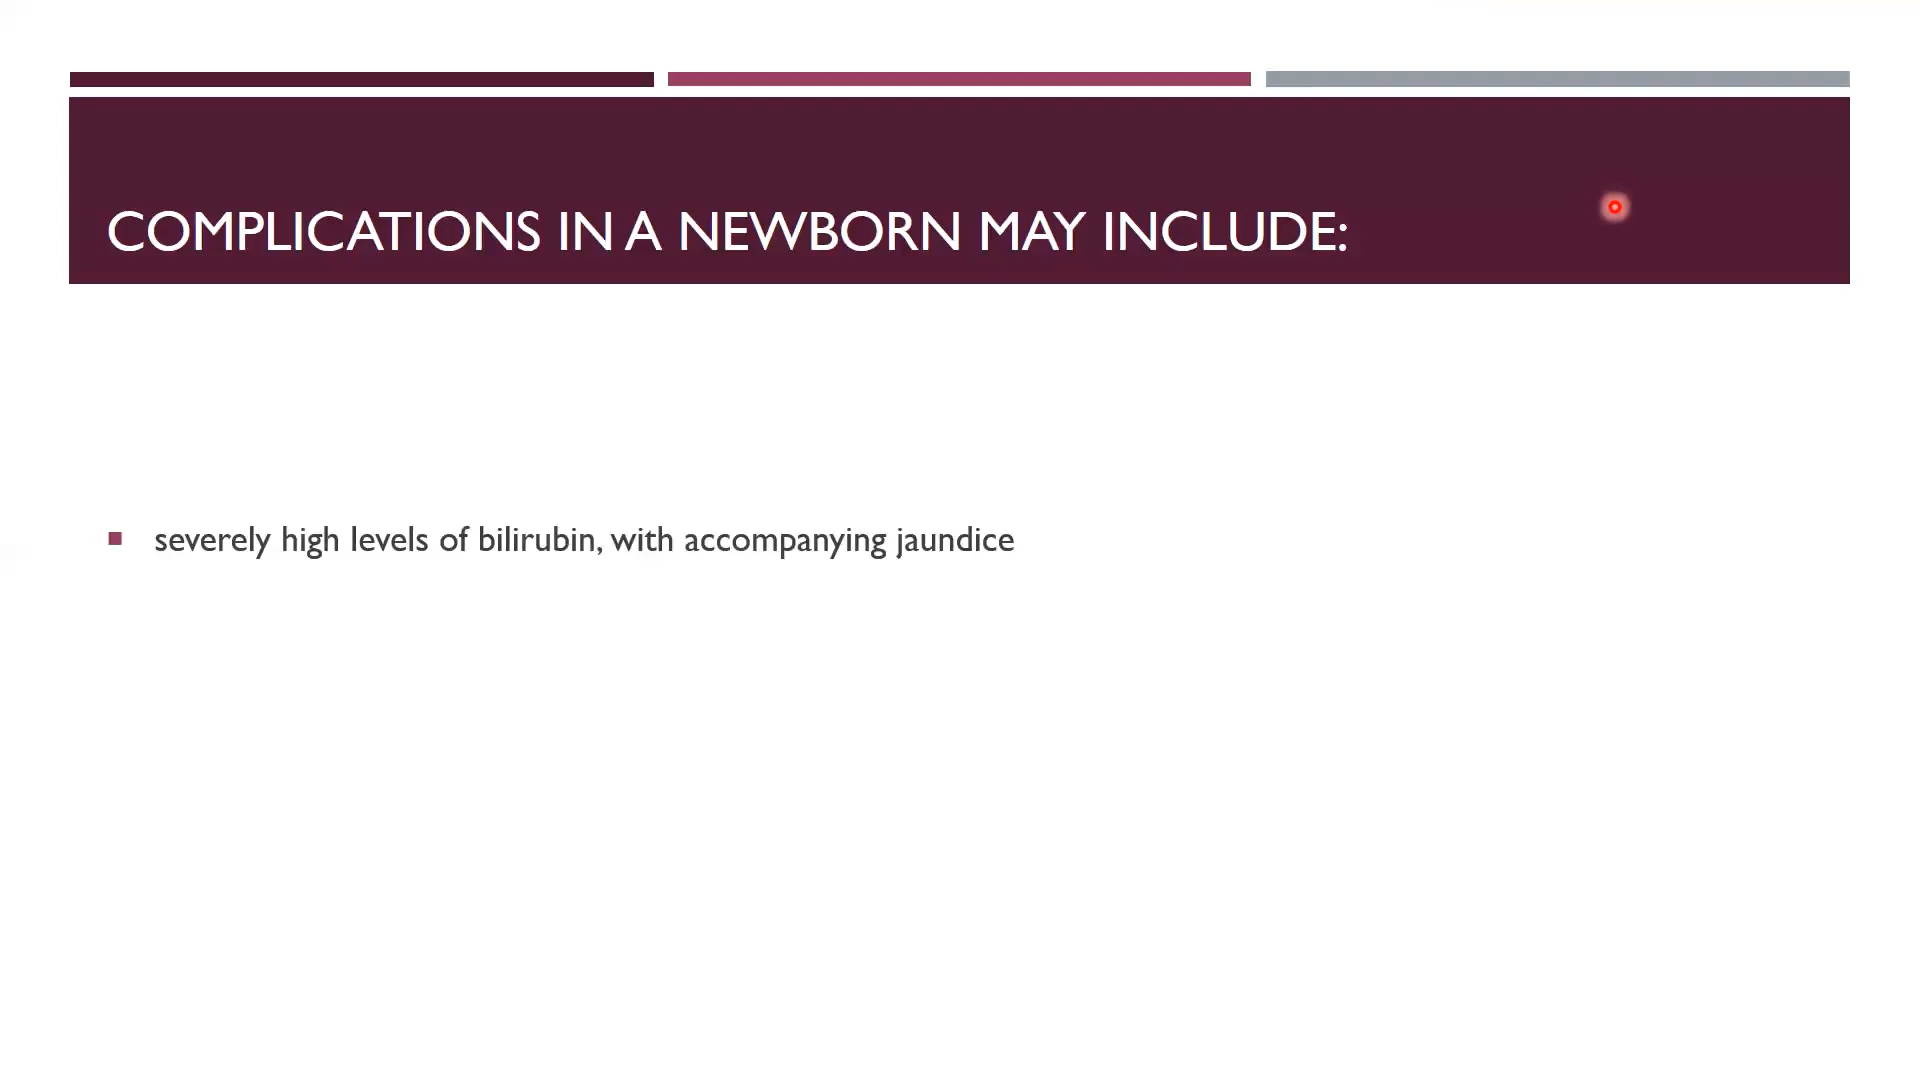 COMPLICATIONS IN A NEWBORN MAY INCLUDE:
severely high levels of bilirubin, with accompanying jaundice